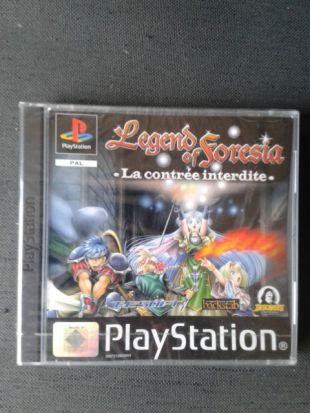 PlayStation
PAL
Legend
of Foresia
- La contrée interdite -
PlayStation
PlayStation®